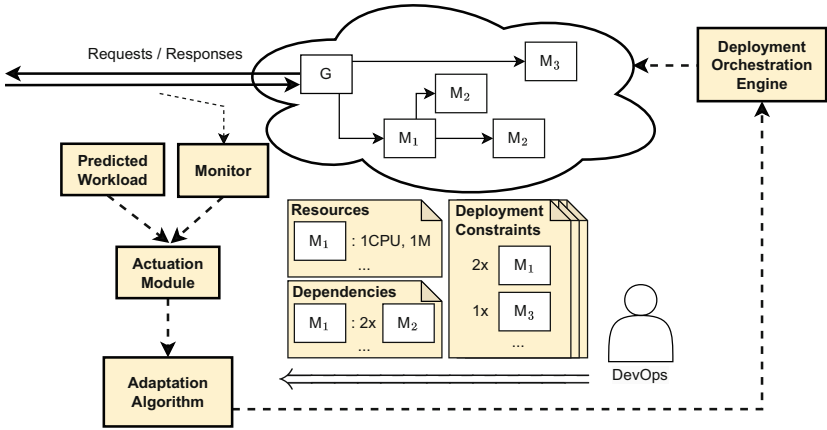 Requests / Responses
G
M₃
M₂
M₁
M₂
Deployment
Orchestration
Engine
Predicted
Workload
Monitor
Actuation
Module
Adaptation
Algorithm
Resources
M₁ : 1CPU, 1M
...
Dependencies
M₁ : 2x M₂
...
Deployment
Constraints
2x M₁
1x M₃
...
DevOps